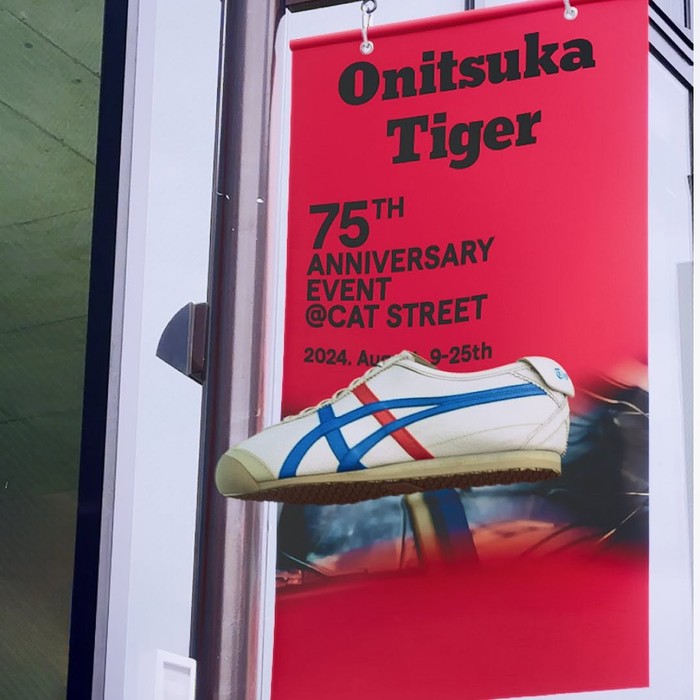 Onitsuka
Tiger
75TH
ANNIVERSARY
EVENT
@CAT STREET
2024. 9-25th